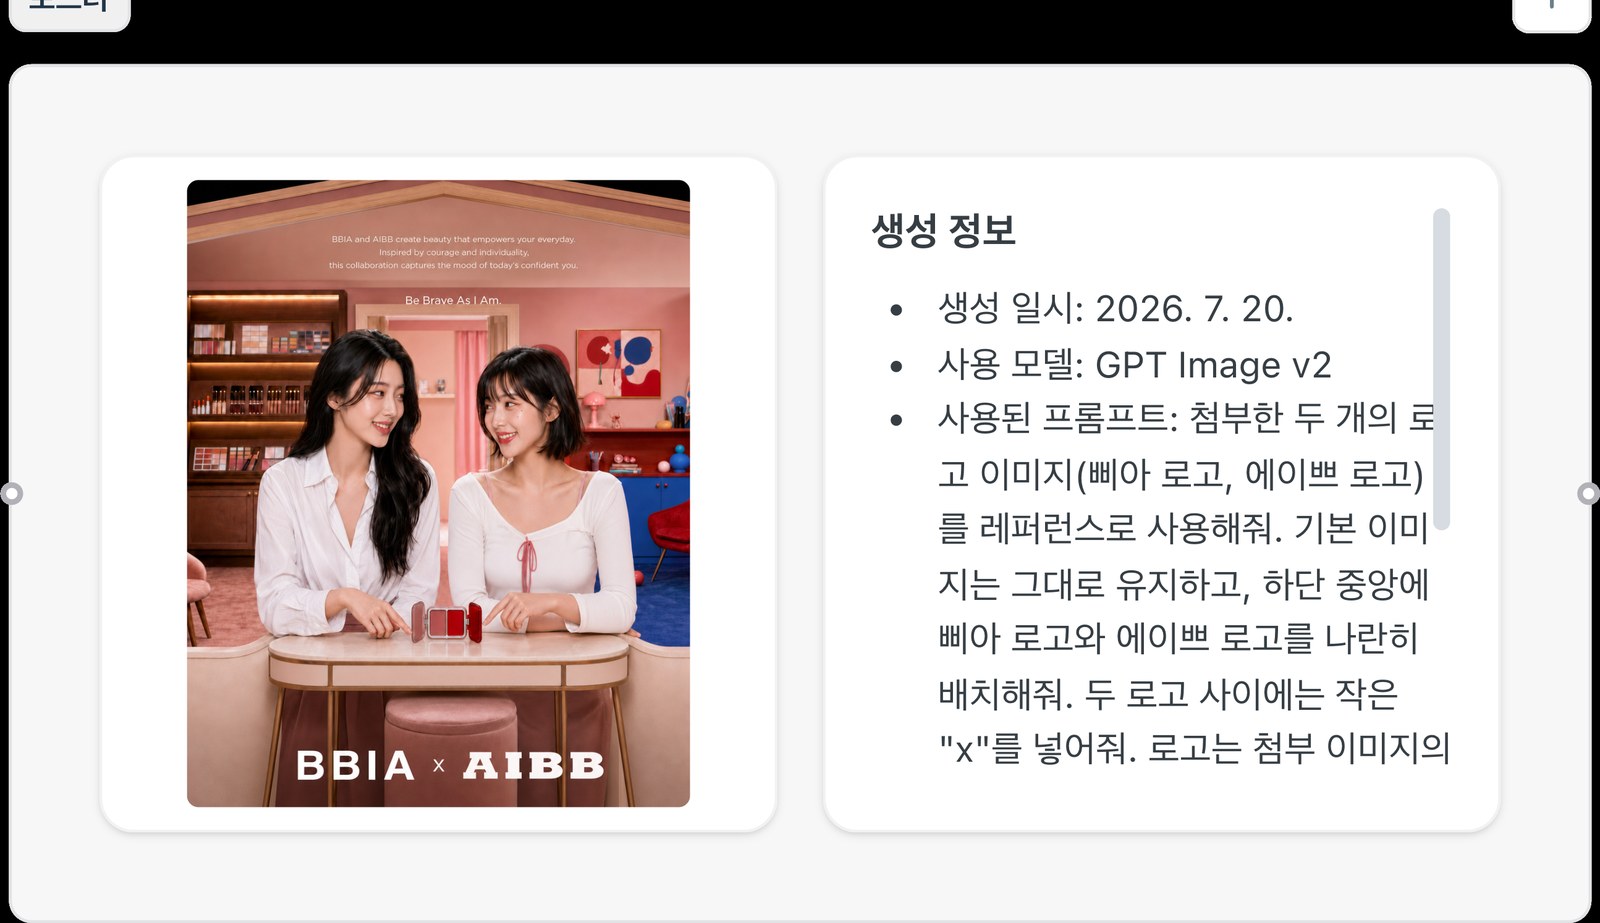 BBIA and AIBB create beauty that empowers your everyday.
Inspired by courage and individuality,
this collaboration captures the mood of today's confident you.
Be Brave As I Am.
BBIA x AIBB
생성 정보
생성 일시: 2026. 7. 20.
사용 모델: GPT Image v2
사용된 프롬프트: 첨부한 두 개의 로
고 이미지(삐아 로고, 에이쁘 로고)
를 레퍼런스로 사용해줘. 기본 이미
지는 그대로 유지하고, 하단 중앙에
삐아 로고와 에이쁘 로고를 나란히
배치해줘. 두 로고 사이에는 작은
"x"를 넣어줘. 로고는 첨부 이미지의